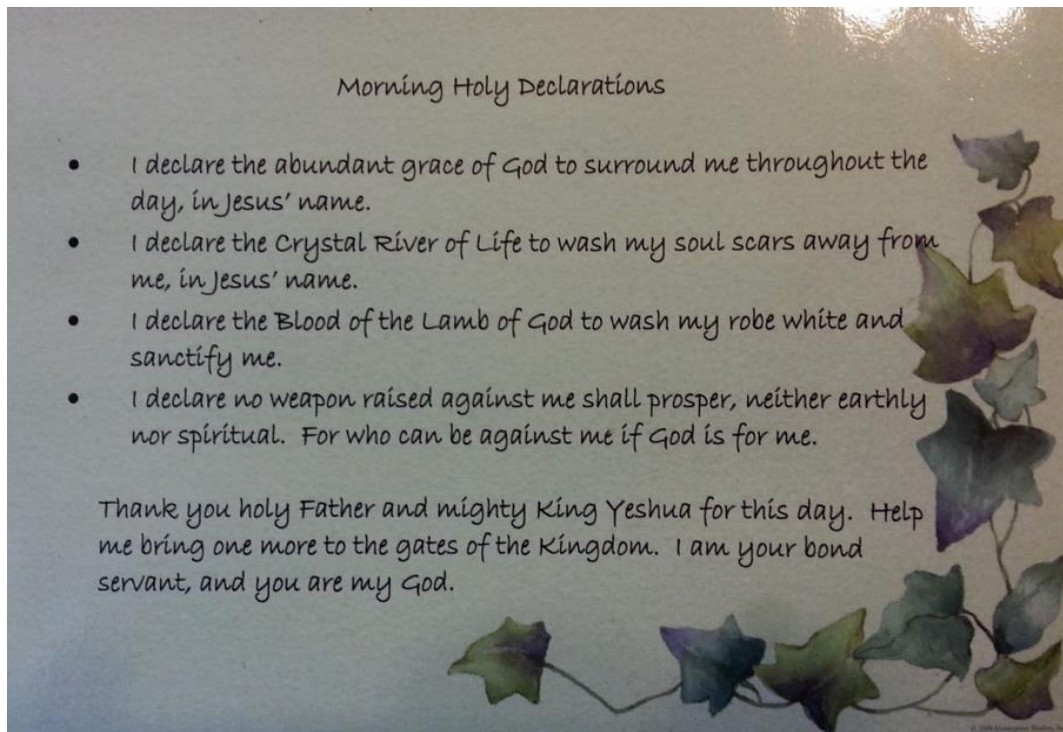 Morning Holy Declarations
• I declare the abundant grace of God to surround me throughout the
day, in Jesus' name.
• I declare the Crystal River of Life to wash my soul scars away from
me, in Jesus' name.
• I declare the Blood of the Lamb of God to wash my robe white and
sanctify me.
• I declare no weapon raised against me shall prosper, neither earthly
nor spiritual. For who can be against me if God is for me.
Thank you holy Father and mighty King Yeshua for this day. Help
me bring one more to the gates of the Kingdom. I am your bond
servant, and you are my God.